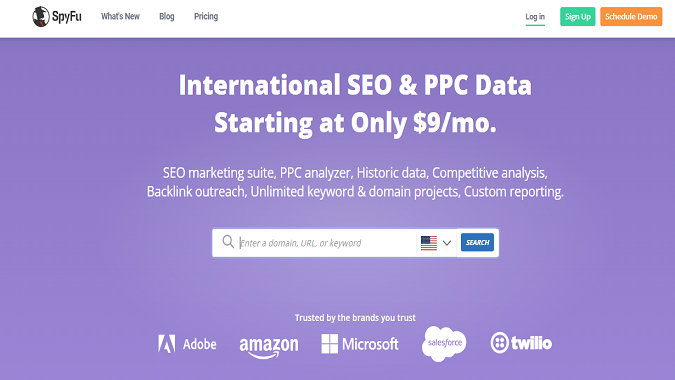 SpyFu What's New Blog Pricing Log in Sign Up Schedule Demo
International SEO & PPC Data
Starting at Only $9/mo.
SEO marketing suite, PPC analyzer, Historic data, Competitive analysis,
Backlink outreach, Unlimited keyword & domain projects, Custom reporting.
Enter a domain, URL, or keyword SEARCH
Trusted by the brands you trust
Adobe amazon Microsoft salesforce twilio